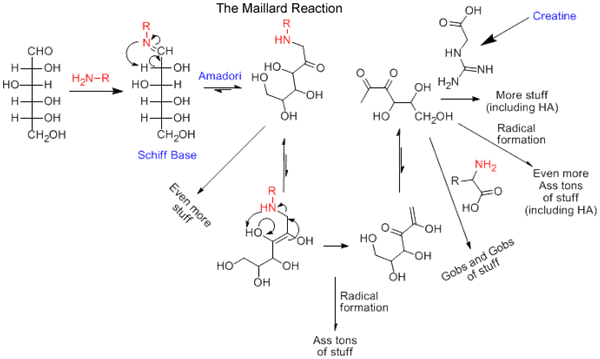 The Maillard Reaction
CHO
H OH
HO H
H OH
H OH
CH₂OH
H₂N–R
R
N CH
H OH
HO H
H OH
H OH
CH₂OH
Schiff Base
Amadori
R
HN
O
HO
OH
OH
OH
Even more
stuff
R
HN
HO
OH
HO
OH
OH
Radical
formation
Ass tons
of stuff
O
OH
HO
OH
OH
O
O
OH
CH₂OH
OH
OH
O
HO
N
NH
H₂N
Creatine
More stuff
(including HA)
Radical
formation
Even more
Ass tons
of stuff
(including HA)
NH₂
R
O
HO
Gobs and Gobs
of stuff